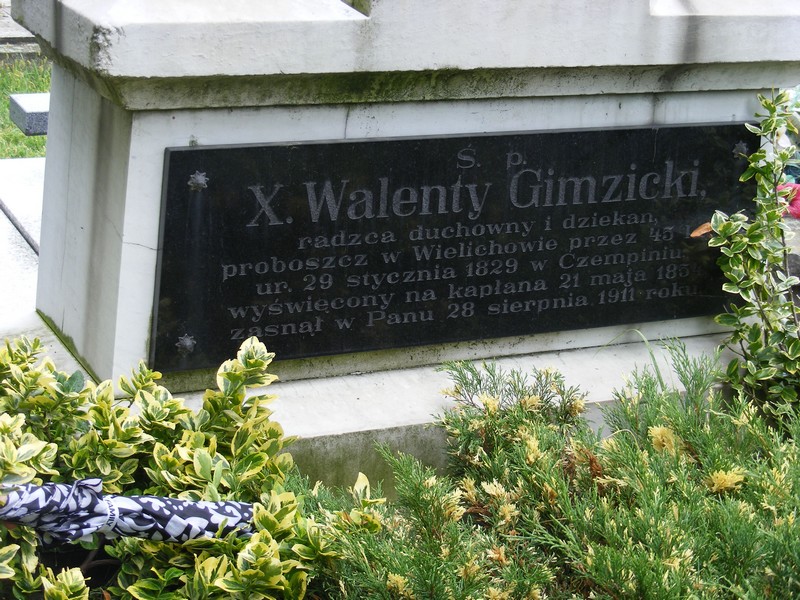 Ś. p.
X. Walenty Gimzicki,
radzca duchowny i dziekan,
proboszcz w Wielichowie przez 45
ur. 29 stycznia 1829 w Czempiniu,
wyświęcony na kapłana 21 maja
zasnął w Panu 28 sierpnia 1911 roku